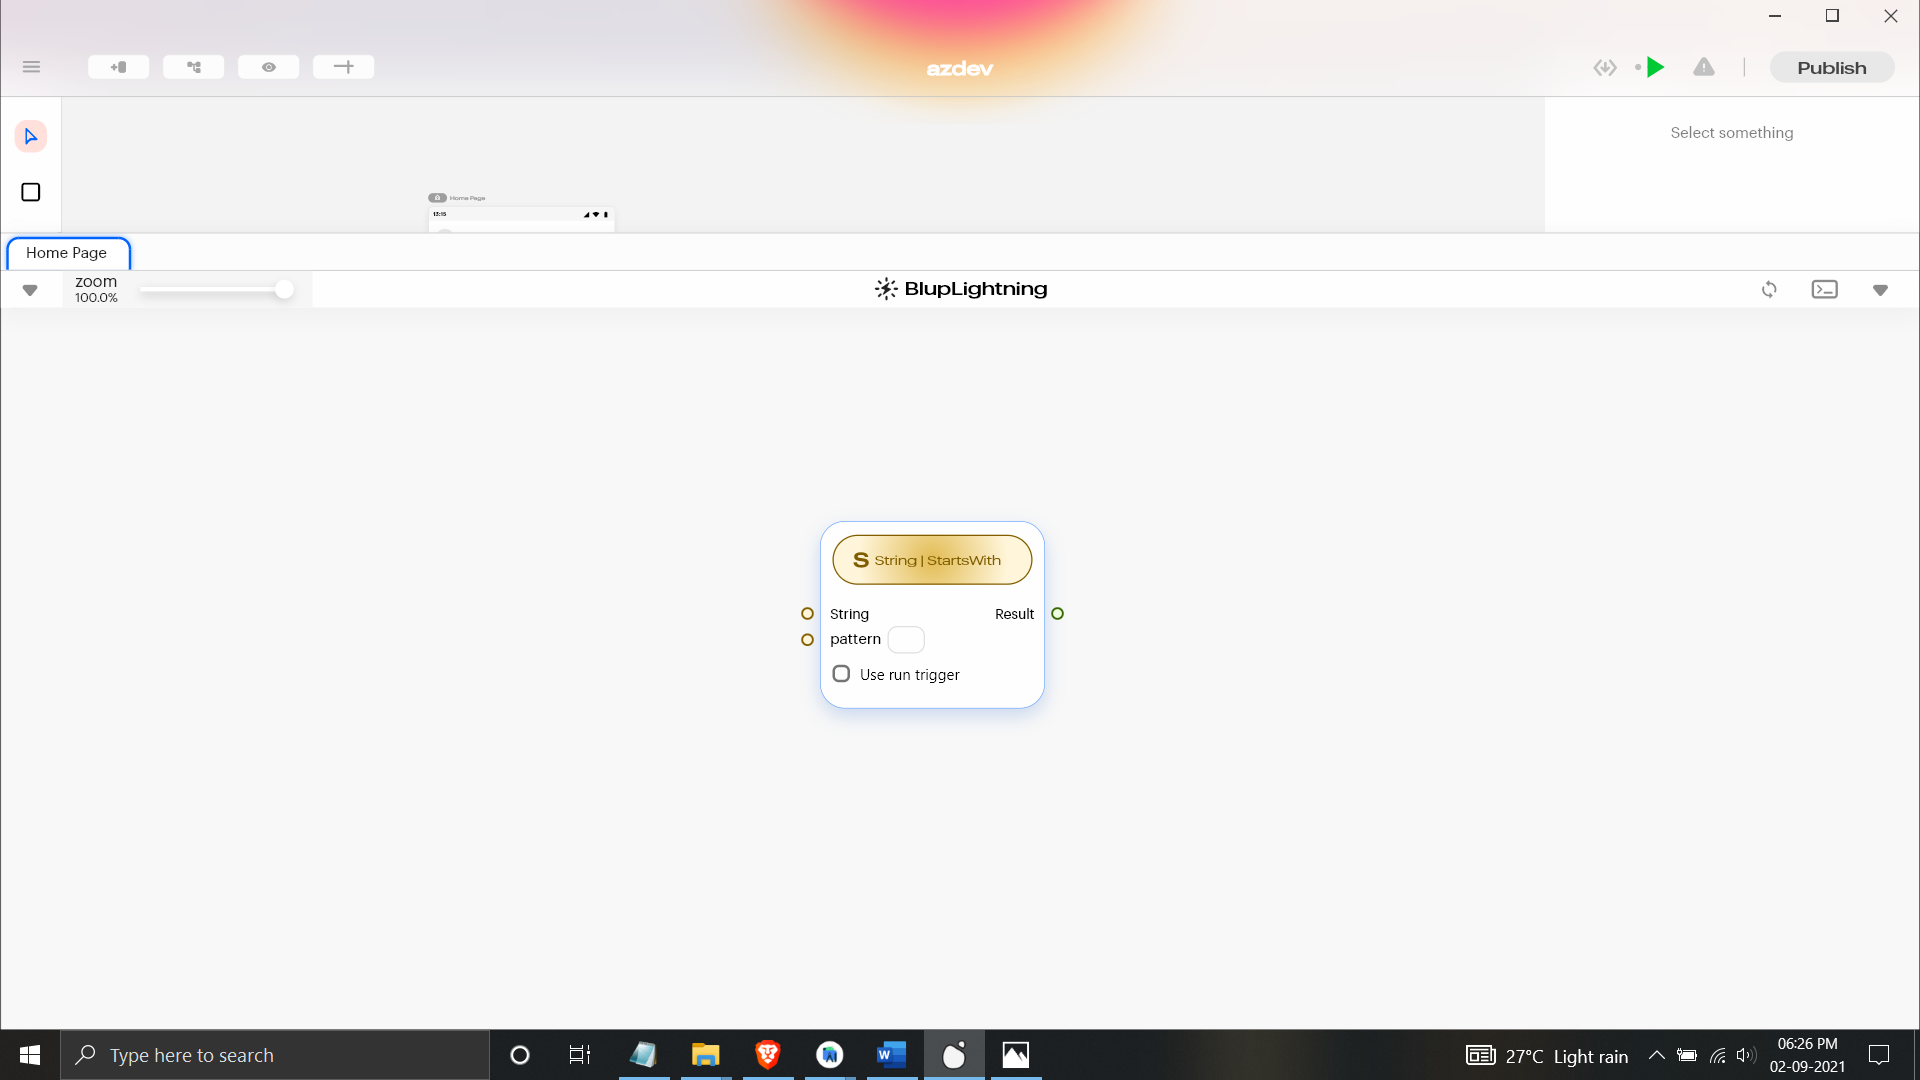 azdev
Publish
Select something
Home Page
13:15
Home Page
zoom
100.0%
BlupLightning
S String | StartsWith
String Result
pattern
Use run trigger
Type here to search
27°C Light rain
06:26 PM
02-09-2021